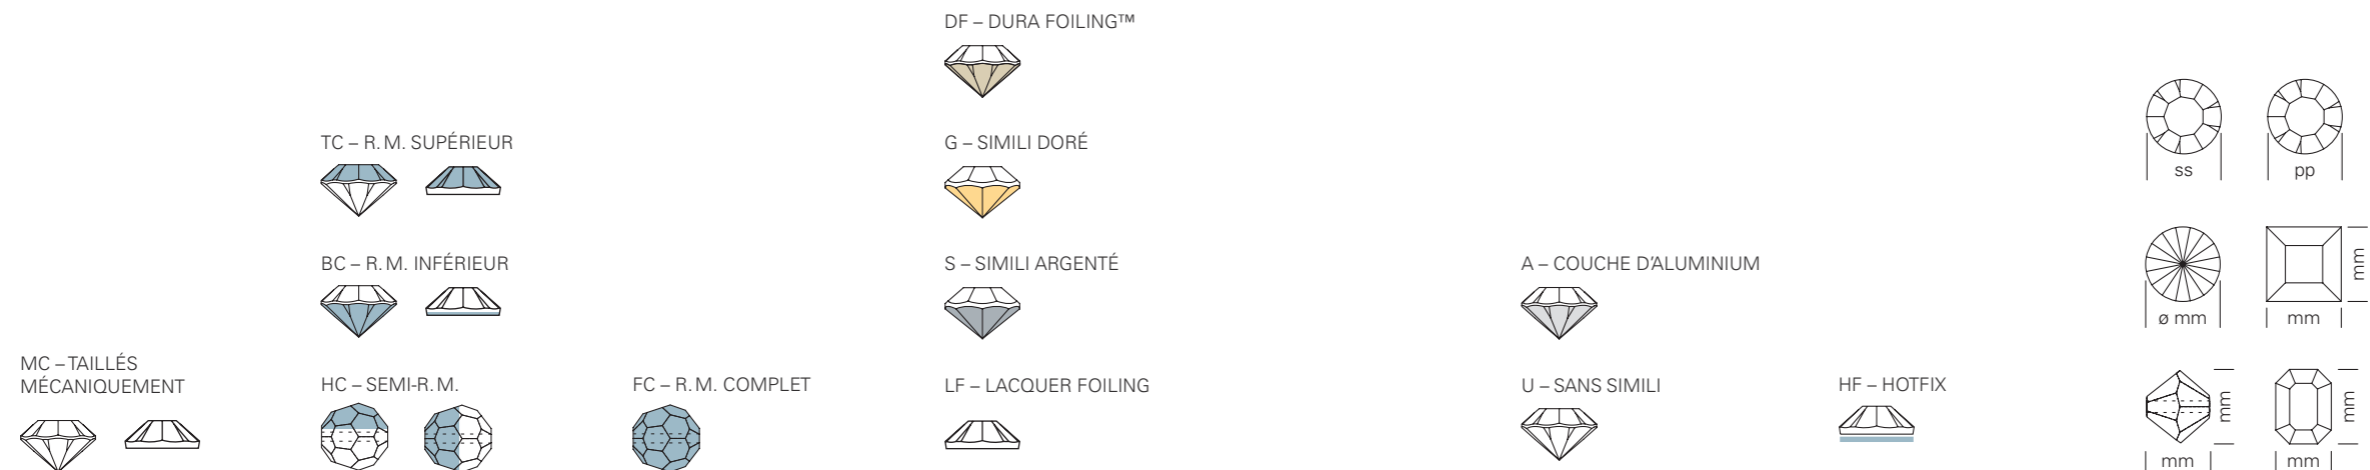 DF – DURA FOILING™
TC – R. M. SUPÉRIEUR
G – SIMILI DORÉ
ss
pp
BC – R. M. INFÉRIEUR
S – SIMILI ARGENTÉ
A – COUCHE D'ALUMINIUM
mm
ø mm
mm
MC – TAILLÉS
MÉCANIQUEMENT
HC – SEMI-R. M.
FC – R. M. COMPLET
LF – LACQUER FOILING
U – SANS SIMILI
HF – HOTFIX
mm
mm
mm
mm